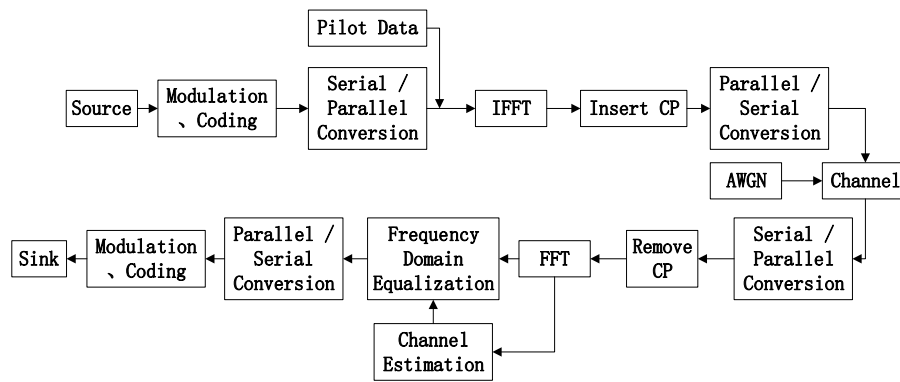 Pilot Data
Source
Modulation
、Coding
Serial /
Parallel
Conversion
IFFT
Insert CP
Parallel /
Serial
Conversion
AWGN
Channel
Sink
Modulation
、Coding
Parallel /
Serial
Conversion
Frequency
Domain
Equalization
FFT
Remove
CP
Serial /
Parallel
Conversion
Channel
Estimation